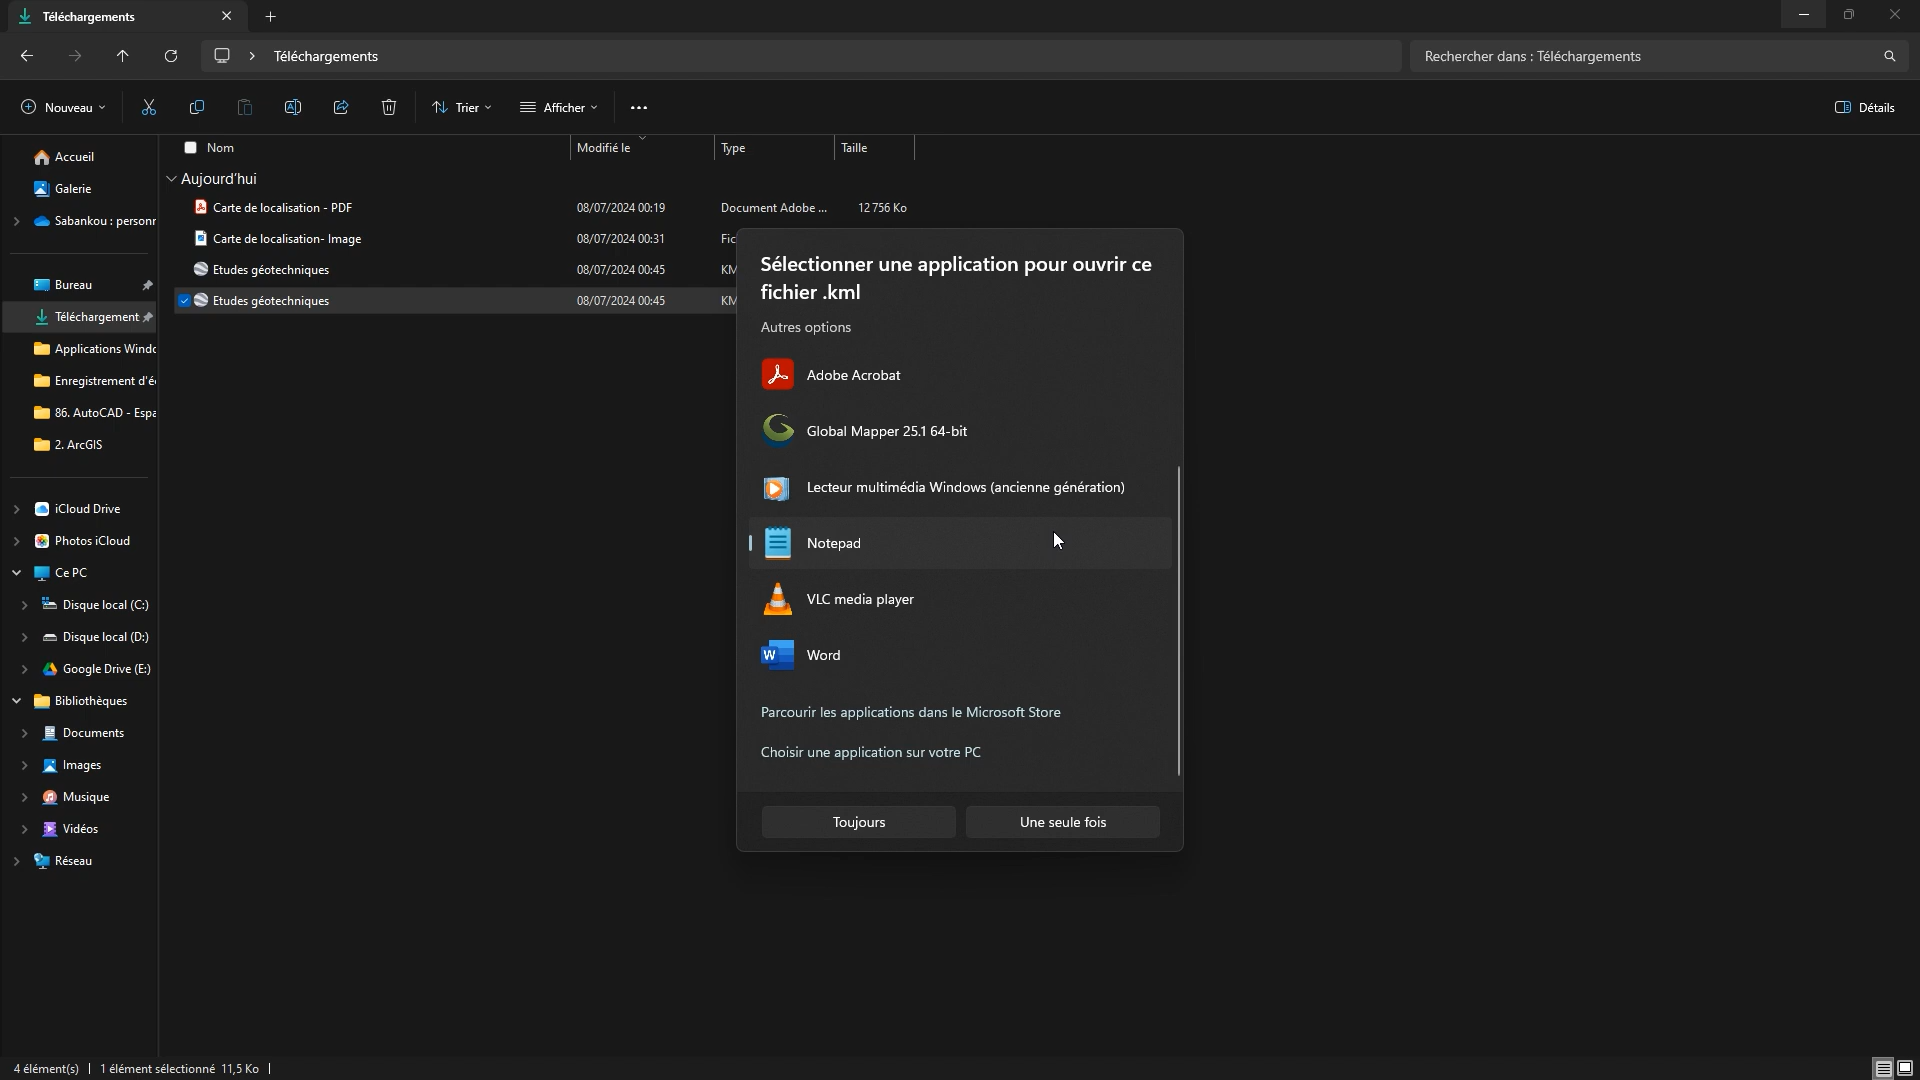 Téléchargements
Téléchargements
Rechercher dans : Téléchargements
Nouveau
Trier
Afficher
Détails
Nom
Modifié le
Type
Taille
Accueil
Galerie
Sabankou : personr
Bureau
Téléchargement
Applications Windo
Enregistrement d'é
86. AutoCAD - Espa
2. ArcGIS
iCloud Drive
Photos iCloud
Ce PC
Disque local (C:)
Disque local (D:)
Google Drive (E:)
Bibliothèques
Documents
Images
Musique
Vidéos
Réseau
Aujourd'hui
Carte de localisation - PDF 08/07/2024 00:19 Document Adobe ... 12 756 Ko
Carte de localisation- Image 08/07/2024 00:31 Fic
Etudes géotechniques 08/07/2024 00:45 KM
Etudes géotechniques 08/07/2024 00:45 KM
Sélectionner une application pour ouvrir ce
fichier .kml
Autres options
Adobe Acrobat
Global Mapper 25.1 64-bit
Lecteur multimédia Windows (ancienne génération)
Notepad
VLC media player
Word
Parcourir les applications dans le Microsoft Store
Choisir une application sur votre PC
Toujours
Une seule fois
4 élément(s)
1 élément sélectionné 11,5 Ko